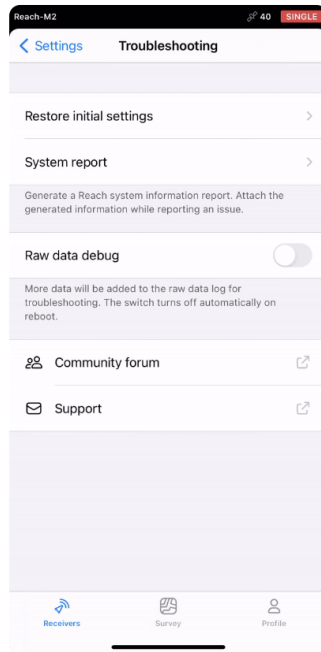 Reach-M2 40 SINGLE
Settings Troubleshooting
Restore initial settings
System report
Generate a Reach system information report. Attach the
generated information while reporting an issue.
Raw data debug
More data will be added to the raw data log for
troubleshooting. The switch turns off automatically on
reboot.
Community forum
Support
Receivers Survey Profile